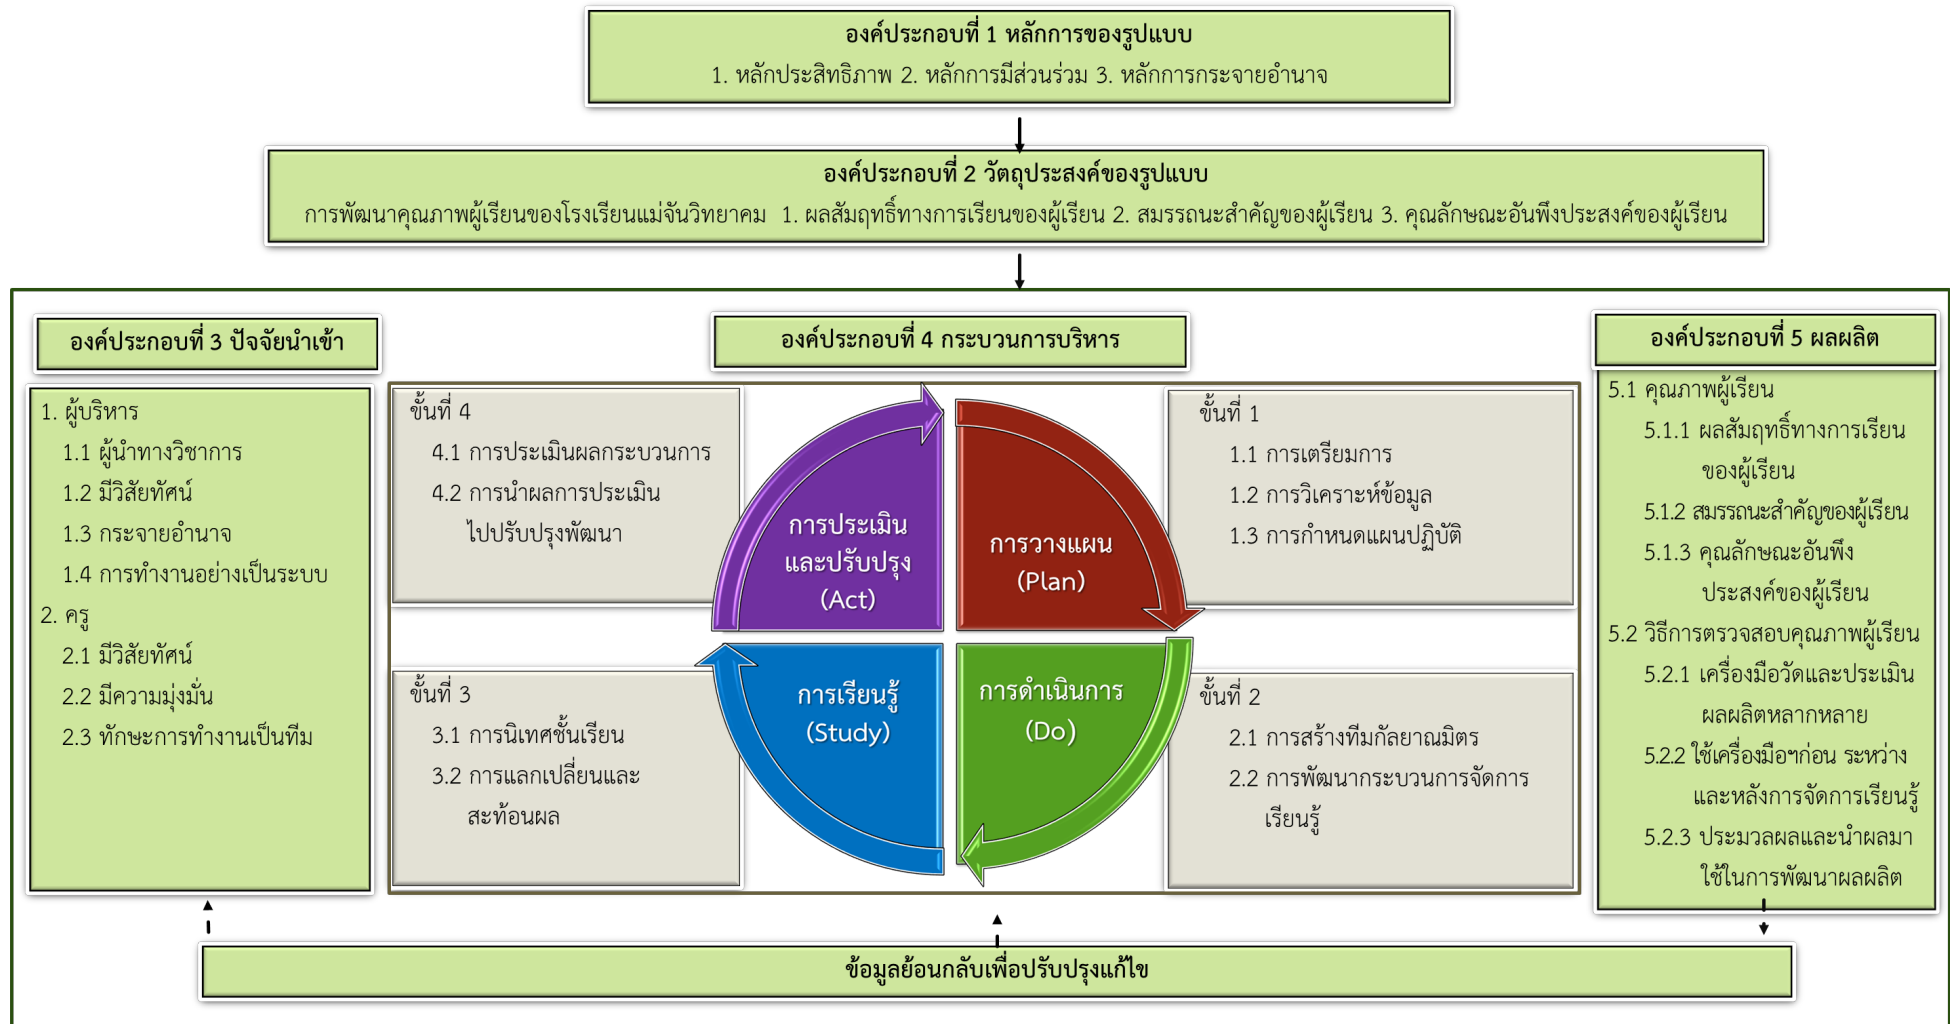 องค์ประกอบที่ 1 หลักการของรูปแบบ
1. หลักประสิทธิภาพ 2. หลักการมีส่วนร่วม 3. หลักการกระจายอำนาจ
องค์ประกอบที่ 2 วัตถุประสงค์ของรูปแบบ
การพัฒนาคุณภาพผู้เรียนของโรงเรียนแม่จันวิทยาคม 1. ผลสัมฤทธิ์ทางการเรียนของผู้เรียน 2. สมรรถนะสำคัญของผู้เรียน 3. คุณลักษณะอันพึงประสงค์ของผู้เรียน
องค์ประกอบที่ 3 ปัจจัยนำเข้า
1. ผู้บริหาร
1.1 ผู้นำทางวิชาการ
1.2 มีวิสัยทัศน์
1.3 กระจายอำนาจ
1.4 การทำงานอย่างเป็นระบบ
2. ครู
2.1 มีวิสัยทัศน์
2.2 มีความมุ่งมั่น
2.3 ทักษะการทำงานเป็นทีม
องค์ประกอบที่ 4 กระบวนการบริหาร
ขั้นที่ 4
4.1 การประเมินผลกระบวนการ
4.2 การนำผลการประเมิน
ไปปรับปรุงพัฒนา
การประเมิน
และปรับปรุง
(Act)
การวางแผน
(Plan)
ขั้นที่ 1
1.1 การเตรียมการ
1.2 การวิเคราะห์ข้อมูล
1.3 การกำหนดแผนปฏิบัติ
ขั้นที่ 3
3.1 การนิเทศชั้นเรียน
3.2 การแลกเปลี่ยนและ
สะท้อนผล
การเรียนรู้
(Study)
การดำเนินการ
(Do)
ขั้นที่ 2
2.1 การสร้างทีมกัลยาณมิตร
2.2 การพัฒนากระบวนการจัดการ
เรียนรู้
องค์ประกอบที่ 5 ผลผลิต
5.1 คุณภาพผู้เรียน
5.1.1 ผลสัมฤทธิ์ทางการเรียน
ของผู้เรียน
5.1.2 สมรรถนะสำคัญของผู้เรียน
5.1.3 คุณลักษณะอันพึง
ประสงค์ของผู้เรียน
5.2 วิธีการตรวจสอบคุณภาพผู้เรียน
5.2.1 เครื่องมือวัดและประเมิน
ผลผลิตหลากหลาย
5.2.2 ใช้เครื่องมือฯก่อน ระหว่าง
และหลังการจัดการเรียนรู้
5.2.3 ประมวลผลและนำผลมา
ใช้ในการพัฒนาผลผลิต
ข้อมูลย้อนกลับเพื่อปรับปรุงแก้ไข